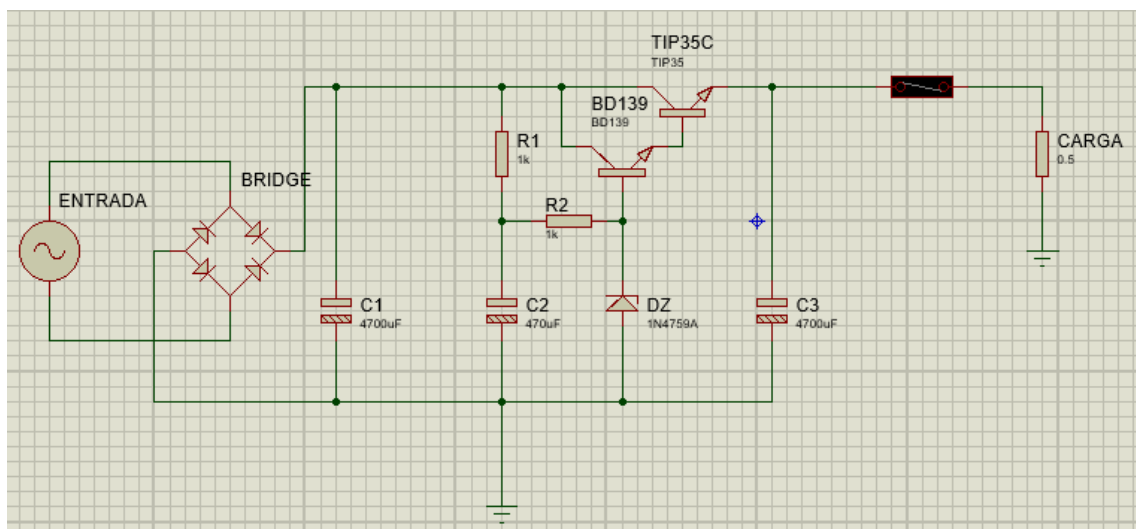 TIP35C
TIP35
BD139
BD139
R1
1k
CARGA
0.5
BRIDGE
ENTRADA
R2
1k
C1
4700uF
C2
470uF
DZ
1N4759A
C3
4700uF